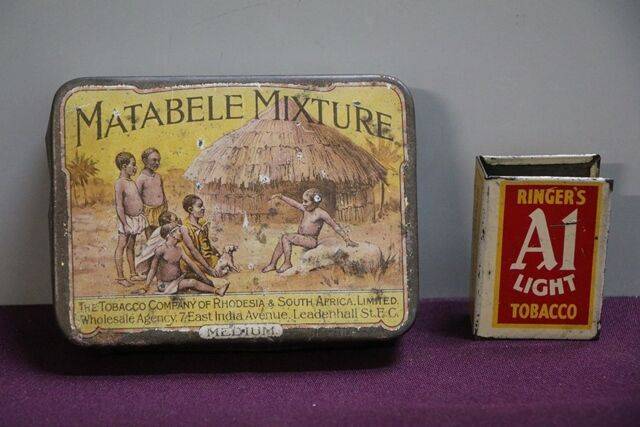 MATABELE MIXTURE
THE TOBACCO COMPANY OF RHODESIA & SOUTH AFRICA, LIMITED.
Wholesale Agency, 7, East India Avenue, Leadenhall St. E.C.
MEDIUM
RINGER'S
A1
LIGHT
TOBACCO